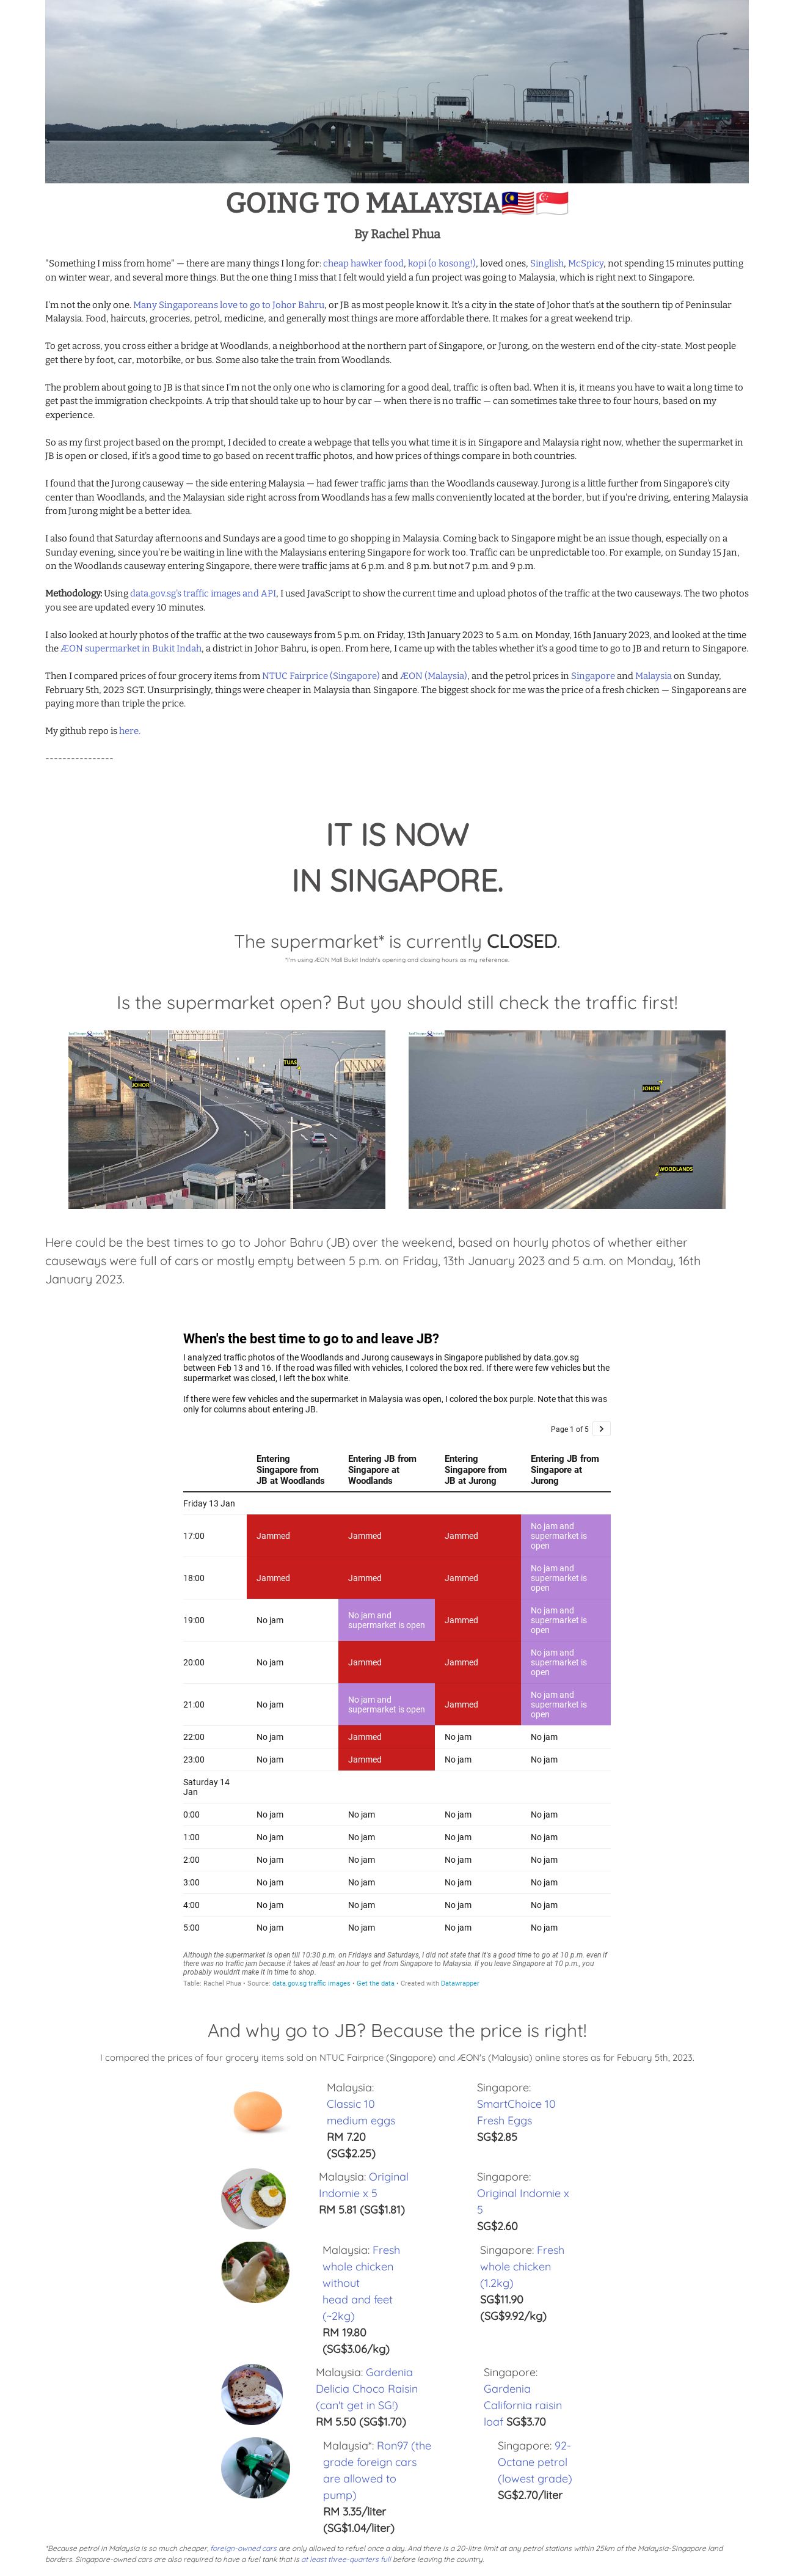 GOING TO MALAYSIA🇲🇾🇸🇬
By Rachel Phua
"Something I miss from home" — there are many things I long for: cheap hawker food, kopi (o kosong!), loved ones, Singlish, McSpicy, not spending 15 minutes putting
on winter wear, and several more things. But the one thing I miss that I felt would yield a fun project was going to Malaysia, which is right next to Singapore.
I'm not the only one. Many Singaporeans love to go to Johor Bahru, or JB as most people know it. It's a city in the state of Johor that's at the southern tip of Peninsular
Malaysia. Food, haircuts, groceries, petrol, medicine, and generally most things are more affordable there. It makes for a great weekend trip.
To get across, you cross either a bridge at Woodlands, a neighborhood at the northern part of Singapore, or Jurong, on the western end of the city-state. Most people
get there by foot, car, motorbike, or bus. Some also take the train from Woodlands.
The problem about going to JB is that since I'm not the only one who is clamoring for a good deal, traffic is often bad. When it is, it means you have to wait a long time to
get past the immigration checkpoints. A trip that should take up to hour by car — when there is no traffic — can sometimes take three to four hours, based on my
experience.
So as my first project based on the prompt, I decided to create a webpage that tells you what time it is in Singapore and Malaysia right now, whether the supermarket in
JB is open or closed, if it's a good time to go based on recent traffic photos, and how prices of things compare in both countries.
I found that the Jurong causeway — the side entering Malaysia — had fewer traffic jams than the Woodlands causeway. Jurong is a little further from Singapore's city
center than Woodlands, and the Malaysian side right across from Woodlands has a few malls conveniently located at the border, but if you're driving, entering Malaysia
from Jurong might be a better idea.
I also found that Saturday afternoons and Sundays are a good time to go shopping in Malaysia. Coming back to Singapore might be an issue though, especially on a
Sunday evening, since you're be waiting in line with the Malaysians entering Singapore for work too. Traffic can be unpredictable too. For example, on Sunday 15 Jan,
on the Woodlands causeway entering Singapore, there were traffic jams at 6 p.m. and 8 p.m. but not 7 p.m. and 9 p.m.
Methodology: Using data.gov.sg's traffic images and API, I used JavaScript to show the current time and upload photos of the traffic at the two causeways. The two photos
you see are updated every 10 minutes.
I also looked at hourly photos of the traffic at the two causeways from 5 p.m. on Friday, 13th January 2023 to 5 a.m. on Monday, 16th January 2023, and looked at the time
the ÆON supermarket in Bukit Indah, a district in Johor Bahru, is open. From here, I came up with the tables whether it's a good time to go to JB and return to Singapore.
Then I compared prices of four grocery items from NTUC Fairprice (Singapore) and ÆON (Malaysia), and the petrol prices in Singapore and Malaysia on Sunday,
February 5th, 2023 SGT. Unsurprisingly, things were cheaper in Malaysia than Singapore. The biggest shock for me was the price of a fresh chicken — Singaporeans are
paying more than triple the price.
My github repo is here.
----------------
IT IS NOW
IN SINGAPORE.
The supermarket* is currently CLOSED.
*I'm using ÆON Mall Bukit Indah's opening and closing hours as my reference.
Is the supermarket open? But you should still check the traffic first!
JOHOR
TUAS
JOHOR
WOODLANDS
Here could be the best times to go to Johor Bahru (JB) over the weekend, based on hourly photos of whether either
causeways were full of cars or mostly empty between 5 p.m. on Friday, 13th January 2023 and 5 a.m. on Monday, 16th
January 2023.
When's the best time to go to and leave JB?
I analyzed traffic photos of the Woodlands and Jurong causeways in Singapore published by data.gov.sg
between Feb 13 and 16. If the road was filled with vehicles, I colored the box red. If there were few vehicles but the
supermarket was closed, I left the box white.
If there were few vehicles and the supermarket in Malaysia was open, I colored the box purple. Note that this was
only for columns about entering JB.
Page 1 of 5 >
Entering Singapore from JB at Woodlands Entering JB from Singapore at Woodlands Entering Singapore from JB at Jurong Entering JB from Singapore at Jurong
Friday 13 Jan
17:00 Jammed Jammed Jammed No jam and supermarket is open
18:00 Jammed Jammed Jammed No jam and supermarket is open
19:00 No jam No jam and supermarket is open Jammed No jam and supermarket is open
20:00 No jam Jammed Jammed No jam and supermarket is open
21:00 No jam No jam and supermarket is open Jammed No jam and supermarket is open
22:00 No jam Jammed No jam No jam
23:00 No jam Jammed No jam No jam
Saturday 14
Jan
0:00 No jam No jam No jam No jam
1:00 No jam No jam No jam No jam
2:00 No jam No jam No jam No jam
3:00 No jam No jam No jam No jam
4:00 No jam No jam No jam No jam
5:00 No jam No jam No jam No jam
Although the supermarket is open till 10:30 p.m. on Fridays and Saturdays, I did not state that it's a good time to go at 10 p.m. even if
there was no traffic jam because it takes at least an hour to get from Singapore to Malaysia. If you leave Singapore at 10 p.m., you
probably wouldn't make it in time to shop.
Table: Rachel Phua • Source: data.gov.sg traffic images • Get the data • Created with Datawrapper
And why go to JB? Because the price is right!
I compared the prices of four grocery items sold on NTUC Fairprice (Singapore) and ÆON's (Malaysia) online stores as for Febuary 5th, 2023.
Malaysia:
Classic 10
medium eggs
RM 7.20
(SG$2.25)
Singapore:
SmartChoice 10
Fresh Eggs
SG$2.85
Malaysia: Original
Indomie x 5
RM 5.81 (SG$1.81)
Singapore:
Original Indomie x
5
SG$2.60
Malaysia: Fresh
whole chicken
without
head and feet
(~2kg)
RM 19.80
(SG$3.06/kg)
Singapore: Fresh
whole chicken
(1.2kg)
SG$11.90
(SG$9.92/kg)
Malaysia: Gardenia
Delicia Choco Raisin
(can't get in SG!)
RM 5.50 (SG$1.70)
Singapore:
Gardenia
California raisin
loaf SG$3.70
Malaysia*: Ron97 (the
grade foreign cars
are allowed to
pump)
RM 3.35/liter
(SG$1.04/liter)
Singapore: 92-
Octane petrol
(lowest grade)
SG$2.70/liter
*Because petrol in Malaysia is so much cheaper, foreign-owned cars are only allowed to refuel once a day. And there is a 20-litre limit at any petrol stations within 25km of the Malaysia-Singapore land
borders. Singapore-owned cars are also required to have a fuel tank that is at least three-quarters full before leaving the country.